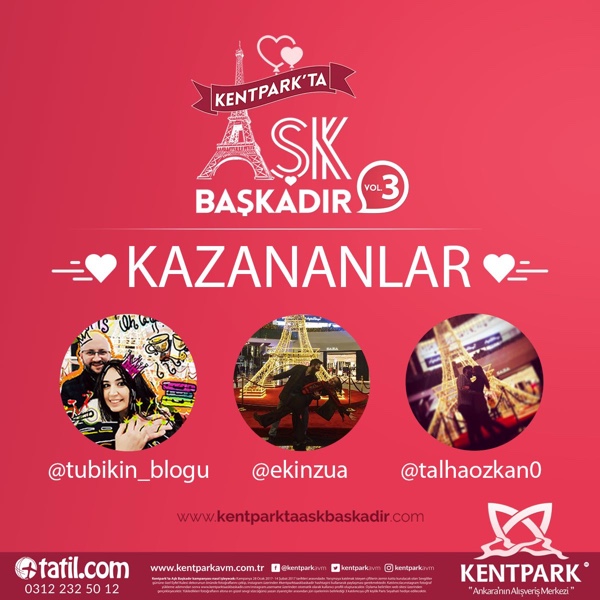 KENTPARK'TA
AŞK
BAŞKADIR VOL. 3
KAZANANLAR
@tubikin_blogu
@ekinzua
@talhaozkan0
www.kentparktaaskbaskadir.com
tatil.com
0312 232 50 12
www.kentparkavm.com.tr
@kentparkavm /kentparkavm /kentparkavm
KENTPARK
"Ankara'nın Alışveriş Merkezi"